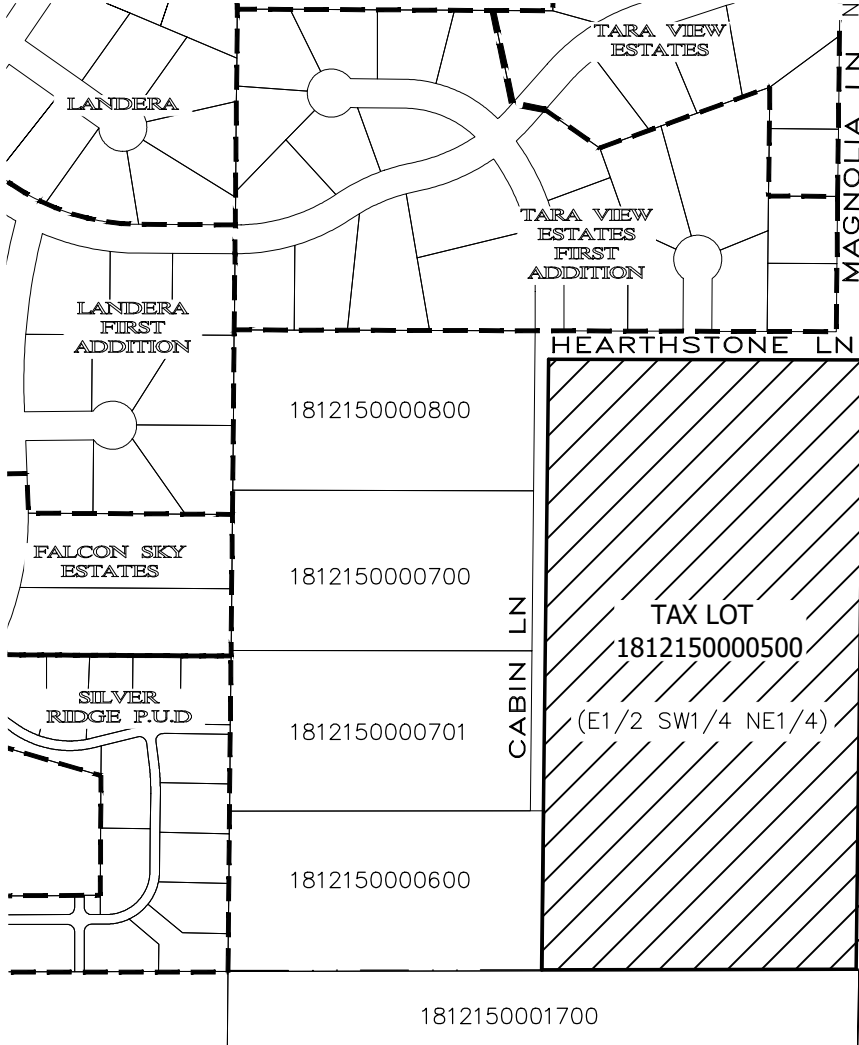 TARA VIEW
ESTATES
LANDERA
MAGNOLIA LN N
TARA VIEW
ESTATES
FIRST
ADDITION
LANDERA
FIRST
ADDITION
HEARTHSTONE LN
1812150000800
FALCON SKY
ESTATES
1812150000700
CABIN LN
TAX LOT
1812150000500
(E1/2 SW1/4 NE1/4)
SILVER
RIDGE P.U.D
1812150000701
1812150000600
1812150001700